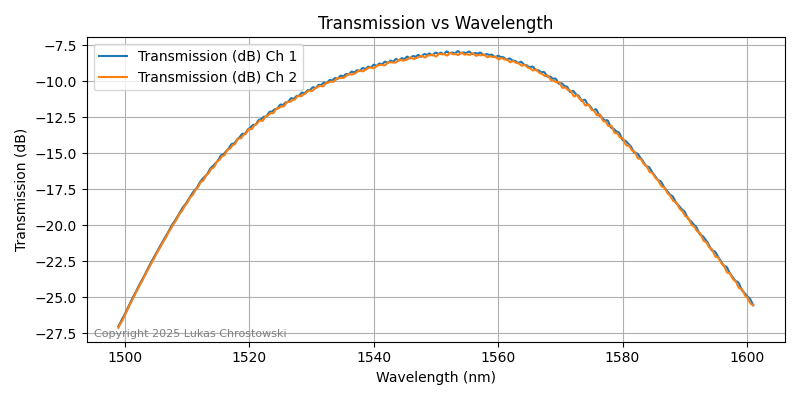 Transmission vs Wavelength
Transmission (dB)
−7.5
−10.0
−12.5
−15.0
−17.5
−20.0
−22.5
−25.0
−27.5
Transmission (dB) Ch 1
Transmission (dB) Ch 2
Copyright 2025 Lukas Chrostowski
1500 1520 1540 1560 1580 1600
Wavelength (nm)